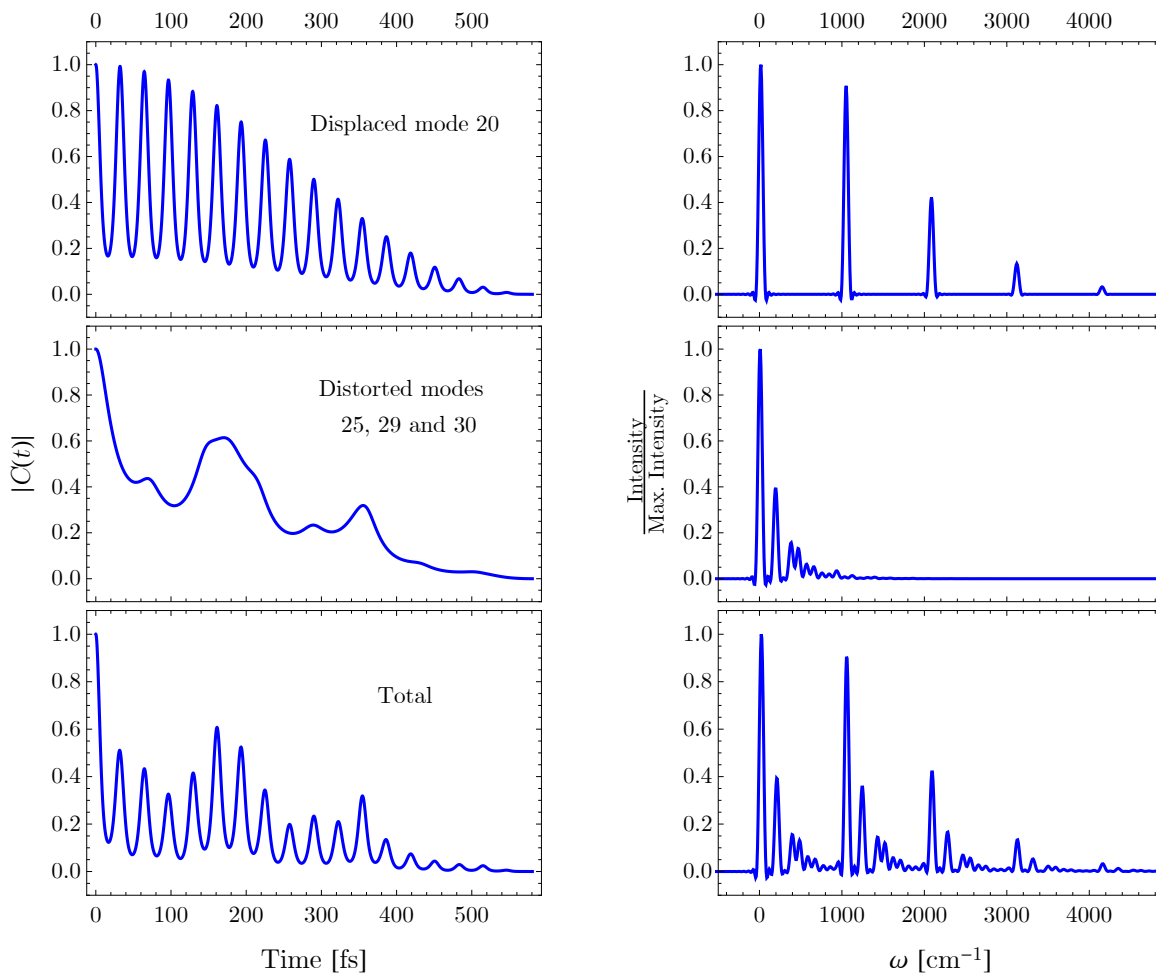 0 100 200 300 400 500
0 1000 2000 3000 4000
1.0
0.8
0.6
0.4
0.2
0.0
Displaced mode 20
1.0
0.8
0.6
0.4
0.2
0.0
1.0
0.8
0.6
0.4
0.2
0.0
|C(t)|
Distorted modes
25, 29 and 30
1.0
0.8
0.6
0.4
0.2
0.0
Intensity
Max. Intensity
1.0
0.8
0.6
0.4
0.2
0.0
Total
1.0
0.8
0.6
0.4
0.2
0.0
0 100 200 300 400 500
Time [fs]
0 1000 2000 3000 4000
ω [cm⁻¹]